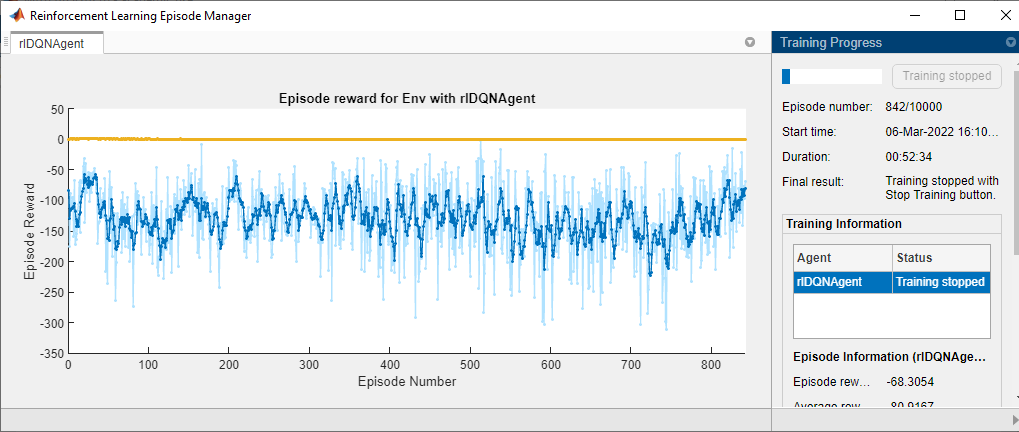 Reinforcement Learning Episode Manager
rlDQNAgent
Episode reward for Env with rlDQNAgent
50
0
-50
-100
-150
-200
-250
-300
-350
Episode Reward
0
100
200
300
400
500
600
700
800
Episode Number
Training Progress
Training stopped
Episode number: 842/10000
Start time: 06-Mar-2022 16:10...
Duration: 00:52:34
Final result: Training stopped with
Stop Training button.
Training Information
Agent Status
rlDQNAgent Training stopped
Episode Information (rlDQNAge...
Episode rew... -68.3054
Average rew... -80.9167